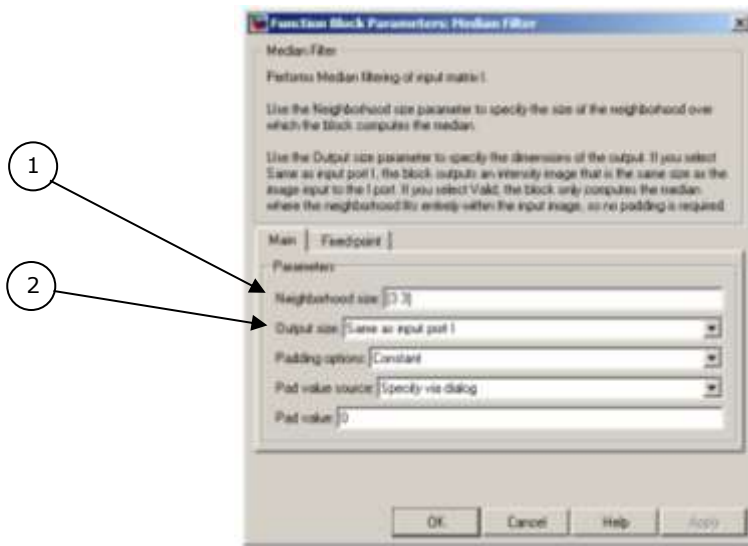 Function Block Parameters: Median Filter
Median Filter
Performs Median filtering of input matrix I.
Use the Neighborhood size parameter to specify the size of the neighborhood over
which the block computes the median.
Use the Output size parameter to specify the dimensions of the output. If you select
Same as input port I, the block outputs an intensity image that is the same size as the
image input to the I port. If you select Valid, the block only computes the median
where the neighborhood fits entirely within the input image, so no padding is required.
1
Main Fixed-point
Parameters
2
Neighborhood size: [3 3]
Output size: Same as input port I
Padding options: Constant
Pad value source: Specify via dialog
Pad value: 0
OK Cancel Help Apply